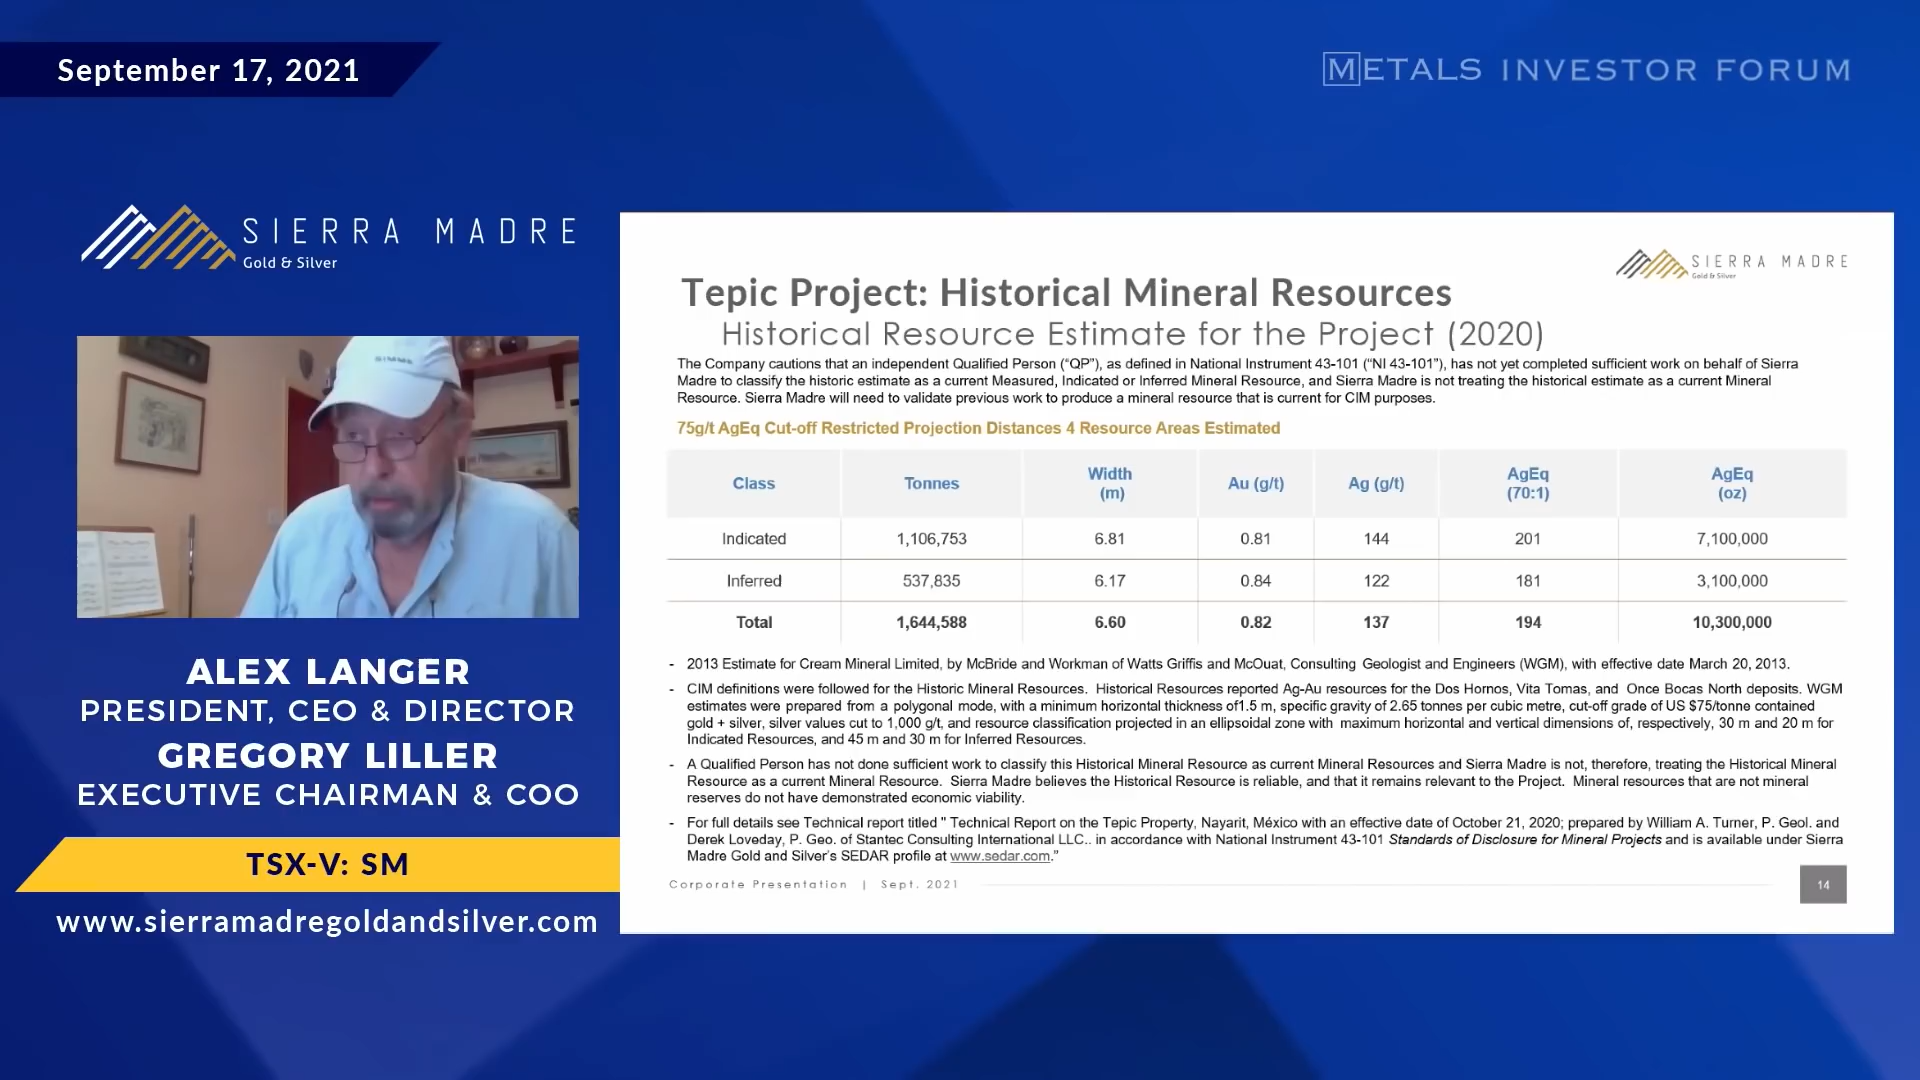 September 17, 2021
METALS INVESTOR FORUM
SIERRA MADRE
Gold & Silver
ALEX LANGER
PRESIDENT, CEO & DIRECTOR
GREGORY LILLER
EXECUTIVE CHAIRMAN & COO
TSX-V: SM
www.sierramadregoldandsilver.com
SIERRA MADRE
Gold & Silver
Tepic Project: Historical Mineral Resources
Historical Resource Estimate for the Project (2020)
The Company cautions that an independent Qualified Person (“QP”), as defined in National Instrument 43-101 (“NI 43-101”), has not yet completed sufficient work on behalf of Sierra
Madre to classify the historic estimate as a current Measured, Indicated or Inferred Mineral Resource, and Sierra Madre is not treating the historical estimate as a current Mineral
Resource. Sierra Madre will need to validate previous work to produce a mineral resource that is current for CIM purposes.
75g/t AgEq Cut-off Restricted Projection Distances 4 Resource Areas Estimated
Class Tonnes Width (m) Au (g/t) Ag (g/t) AgEq (70:1) AgEq (oz)
Indicated 1,106,753 6.81 0.81 144 201 7,100,000
Inferred 537,835 6.17 0.84 122 181 3,100,000
Total 1,644,588 6.60 0.82 137 194 10,300,000
- 2013 Estimate for Cream Mineral Limited, by McBride and Workman of Watts Griffis and McOuat, Consulting Geologist and Engineers (WGM), with effective date March 20, 2013.
- CIM definitions were followed for the Historic Mineral Resources. Historical Resources reported Ag-Au resources for the Dos Hornos, Vita Tomas, and Once Bocas North deposits. WGM
estimates were prepared from a polygonal mode, with a minimum horizontal thickness of1.5 m, specific gravity of 2.65 tonnes per cubic metre, cut-off grade of US $75/tonne contained
gold + silver, silver values cut to 1,000 g/t, and resource classification projected in an ellipsoidal zone with maximum horizontal and vertical dimensions of, respectively, 30 m and 20 m for
Indicated Resources, and 45 m and 30 m for Inferred Resources.
- A Qualified Person has not done sufficient work to classify this Historical Mineral Resource as current Mineral Resources and Sierra Madre is not, therefore, treating the Historical Mineral
Resource as a current Mineral Resource. Sierra Madre believes the Historical Resource is reliable, and that it remains relevant to the Project. Mineral resources that are not mineral
reserves do not have demonstrated economic viability.
- For full details see Technical report titled " Technical Report on the Tepic Property, Nayarit, México with an effective date of October 21, 2020; prepared by William A. Turner, P. Geol. and
Derek Loveday, P. Geo. of Stantec Consulting International LLC.. in accordance with National Instrument 43-101 Standards of Disclosure for Mineral Projects and is available under Sierra
Madre Gold and Silver’s SEDAR profile at www.sedar.com.”
Corporate Presentation | Sept. 2021
14